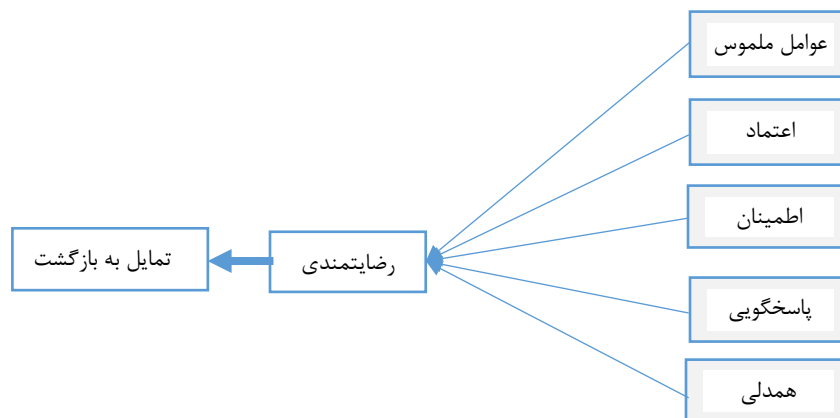 عوامل ملموس
اعتماد
اطمینان
پاسخگویی
همدلی
رضایتمندی
تمایل به بازگشت